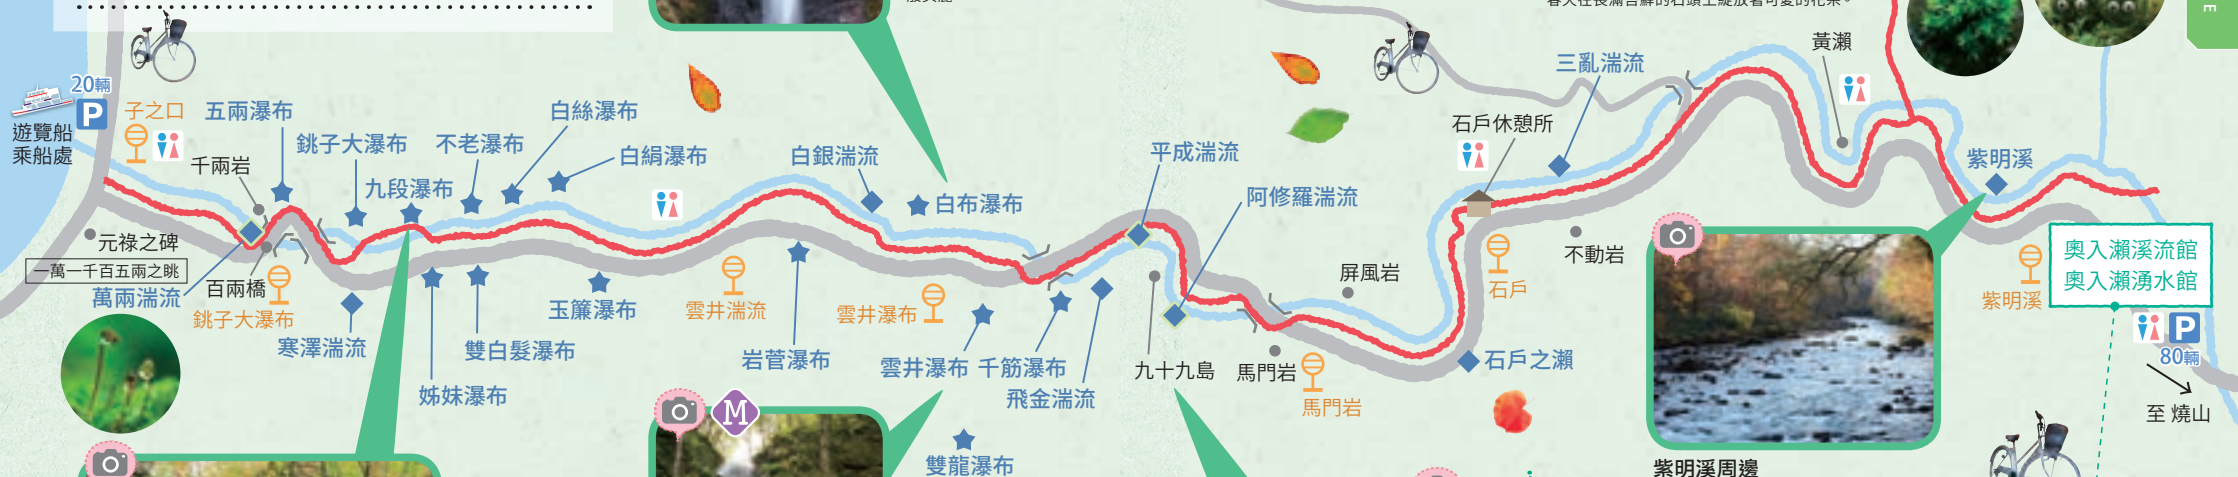 E
20輛
P
遊覽船
乘船處
子之口
五兩瀑布
千兩岩
銚子大瀑布
九段瀑布
不老瀑布
白絲瀑布
白絹瀑布
白銀湍流
白布瀑布
平成湍流
阿修羅湍流
石戶休憩所
三亂湍流
黃瀨
紫明溪
元祿之碑
一萬一千百五兩之眺
萬兩湍流
百兩橋
銚子大瀑布
寒澤湍流
姊妹瀑布
雙白髮瀑布
玉簾瀑布
雲井湍流
岩菅瀑布
雲井瀑布
雲井瀑布
千筋瀑布
飛金湍流
雙龍瀑布
九十九島
馬門岩
馬門岩
屏風岩
石戶
石戶之瀨
不動岩
紫明溪
奧入瀨溪流館
奧入瀨湧水館
P
80輛
至 燒山
M
紫明溪周邊